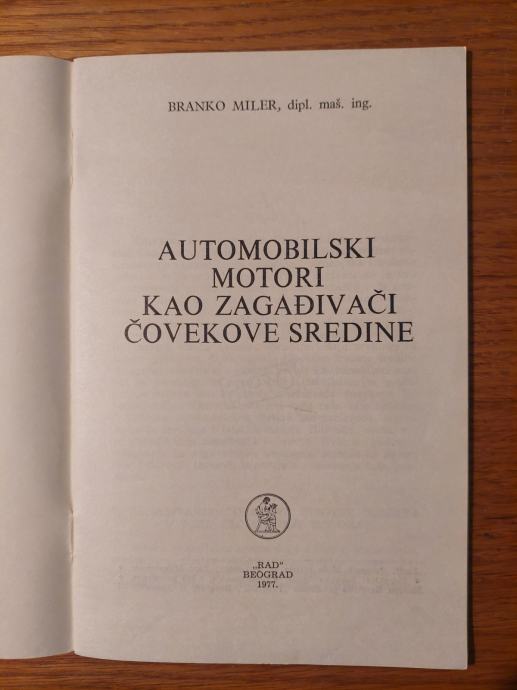 BRANKO MILER, dipl. maš. ing.
AUTOMOBILSKI
MOTORI
KAO ZAGAĐIVAČI
ČOVEKOVE SREDINE
„RAD“
BEOGRAD
1977.